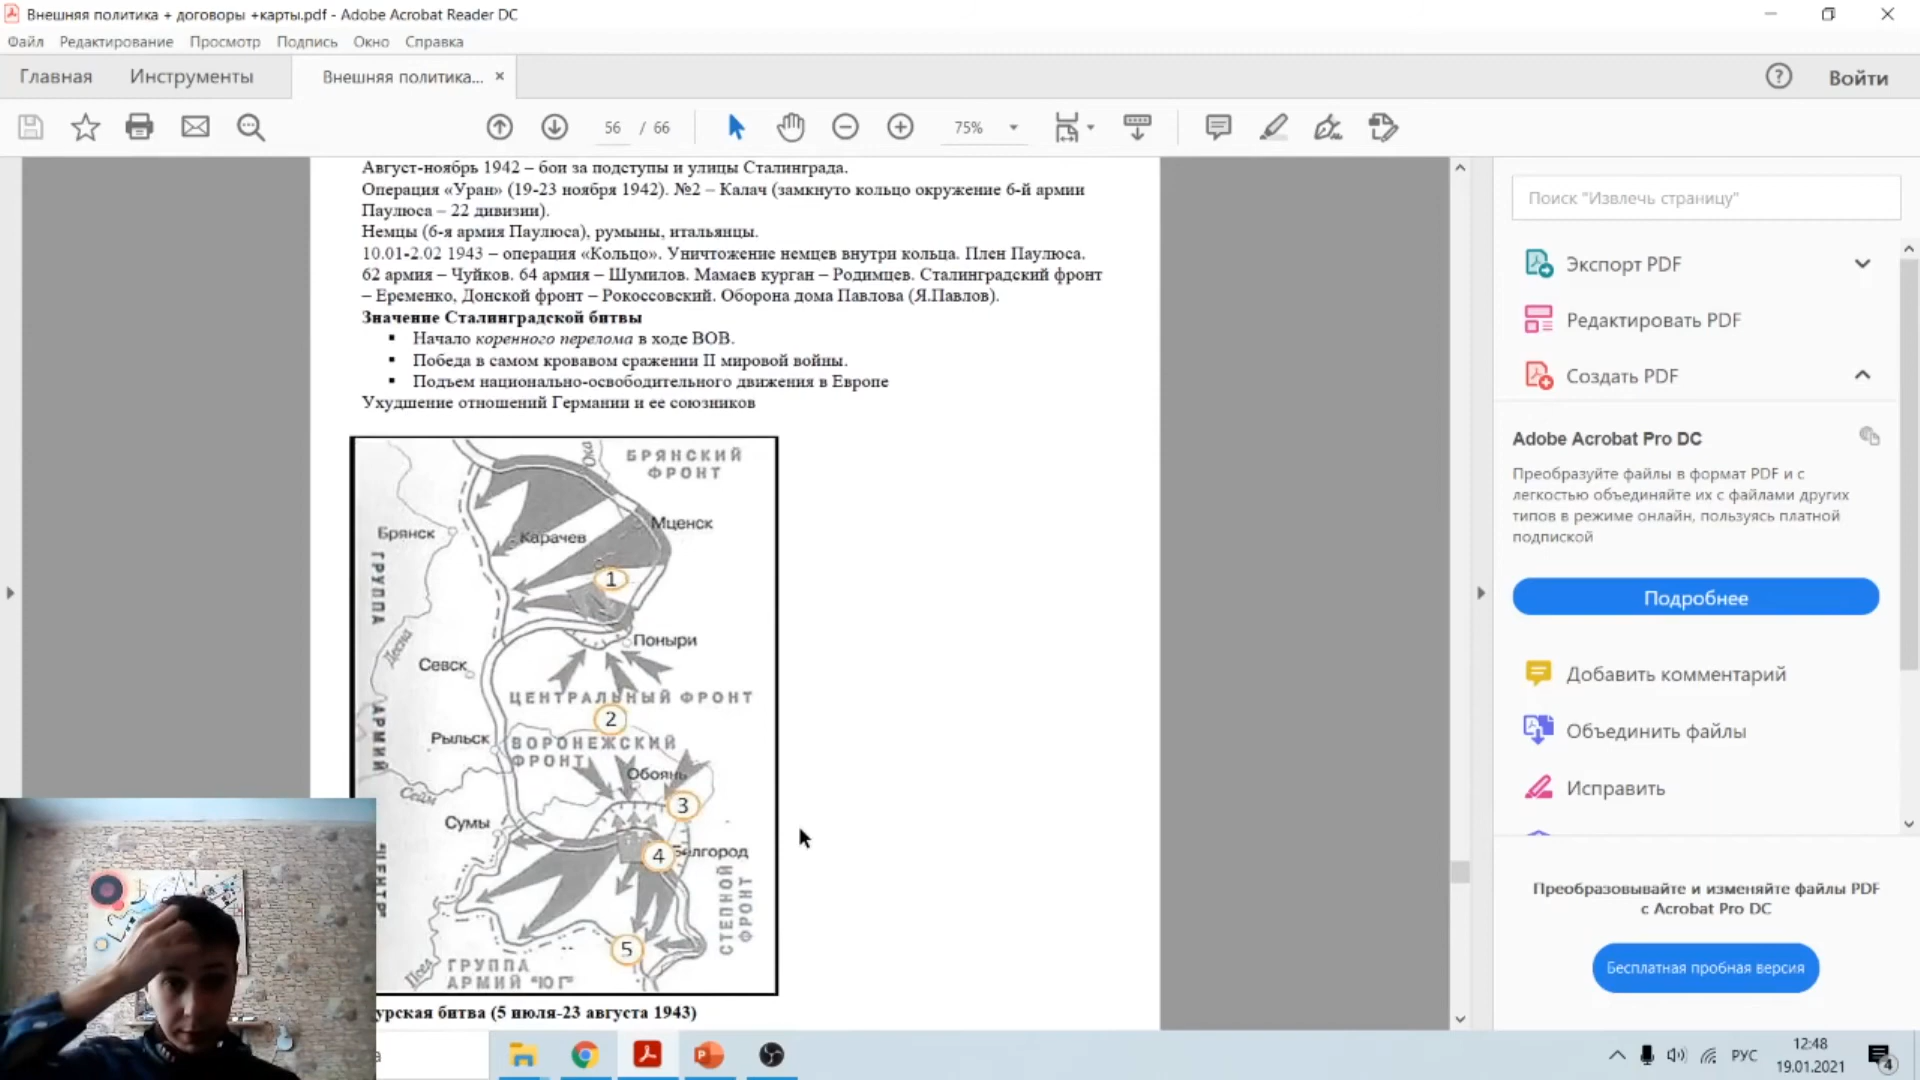 Внешняя политика + договоры +карты.pdf - Adobe Acrobat Reader DC
Файл Редактирование Просмотр Подпись Окно Справка
Главная Инструменты Внешняя политика... × Войти
56 / 66 75%
Август-ноябрь 1942 – бои за подступы и улицы Сталинграда.
Операция «Уран» (19-23 ноября 1942). №2 – Калач (замкнуто кольцо окружение 6-й армии
Паулюса – 22 дивизии).
Немцы (6-я армия Паулюса), румыны, итальянцы.
10.01-2.02 1943 – операция «Кольцо». Уничтожение немцев внутри кольца. Плен Паулюса.
62 армия – Чуйков. 64 армия – Шумилов. Мамаев курган – Родимцев. Сталинградский фронт
– Еременко, Донской фронт – Рокоссовский. Оборона дома Павлова (Я.Павлов).
Значение Сталинградской битвы
▪ Начало коренного перелома в ходе ВОВ.
▪ Победа в самом кровавом сражении II мировой войны.
▪ Подъем национально-освободительного движения в Европе
Ухудшение отношений Германии и ее союзников
Ока
БРЯНСКИЙ
ФРОНТ
Мценск
Брянск
Карачев
1
ГРУППА
АРМИЙ
"ЦЕНТР"
Десна
Поныри
Севск
ЦЕНТРАЛЬНЫЙ ФРОНТ
2
Рыльск
ВОРОНЕЖСКИЙ
ФРОНТ
Обоянь
Сейм
3
Сумы
4
Белгород
СТЕПНОЙ
ФРОНТ
5
Псел
ГРУППА
АРМИЙ "ЮГ"
урская битва (5 июля-23 августа 1943)
Поиск "Извлечь страницу"
Экспорт PDF
Редактировать PDF
Создать PDF
Adobe Acrobat Pro DC
Преобразуйте файлы в формат PDF и с
легкостью объединяйте их с файлами других
типов в режиме онлайн, пользуясь платной
подпиской
Подробнее
Добавить комментарий
Объединить файлы
Исправить
Преобразовывайте и изменяйте файлы PDF
с Acrobat Pro DC
Бесплатная пробная версия
а
РУС
12:48
19.01.2021
4